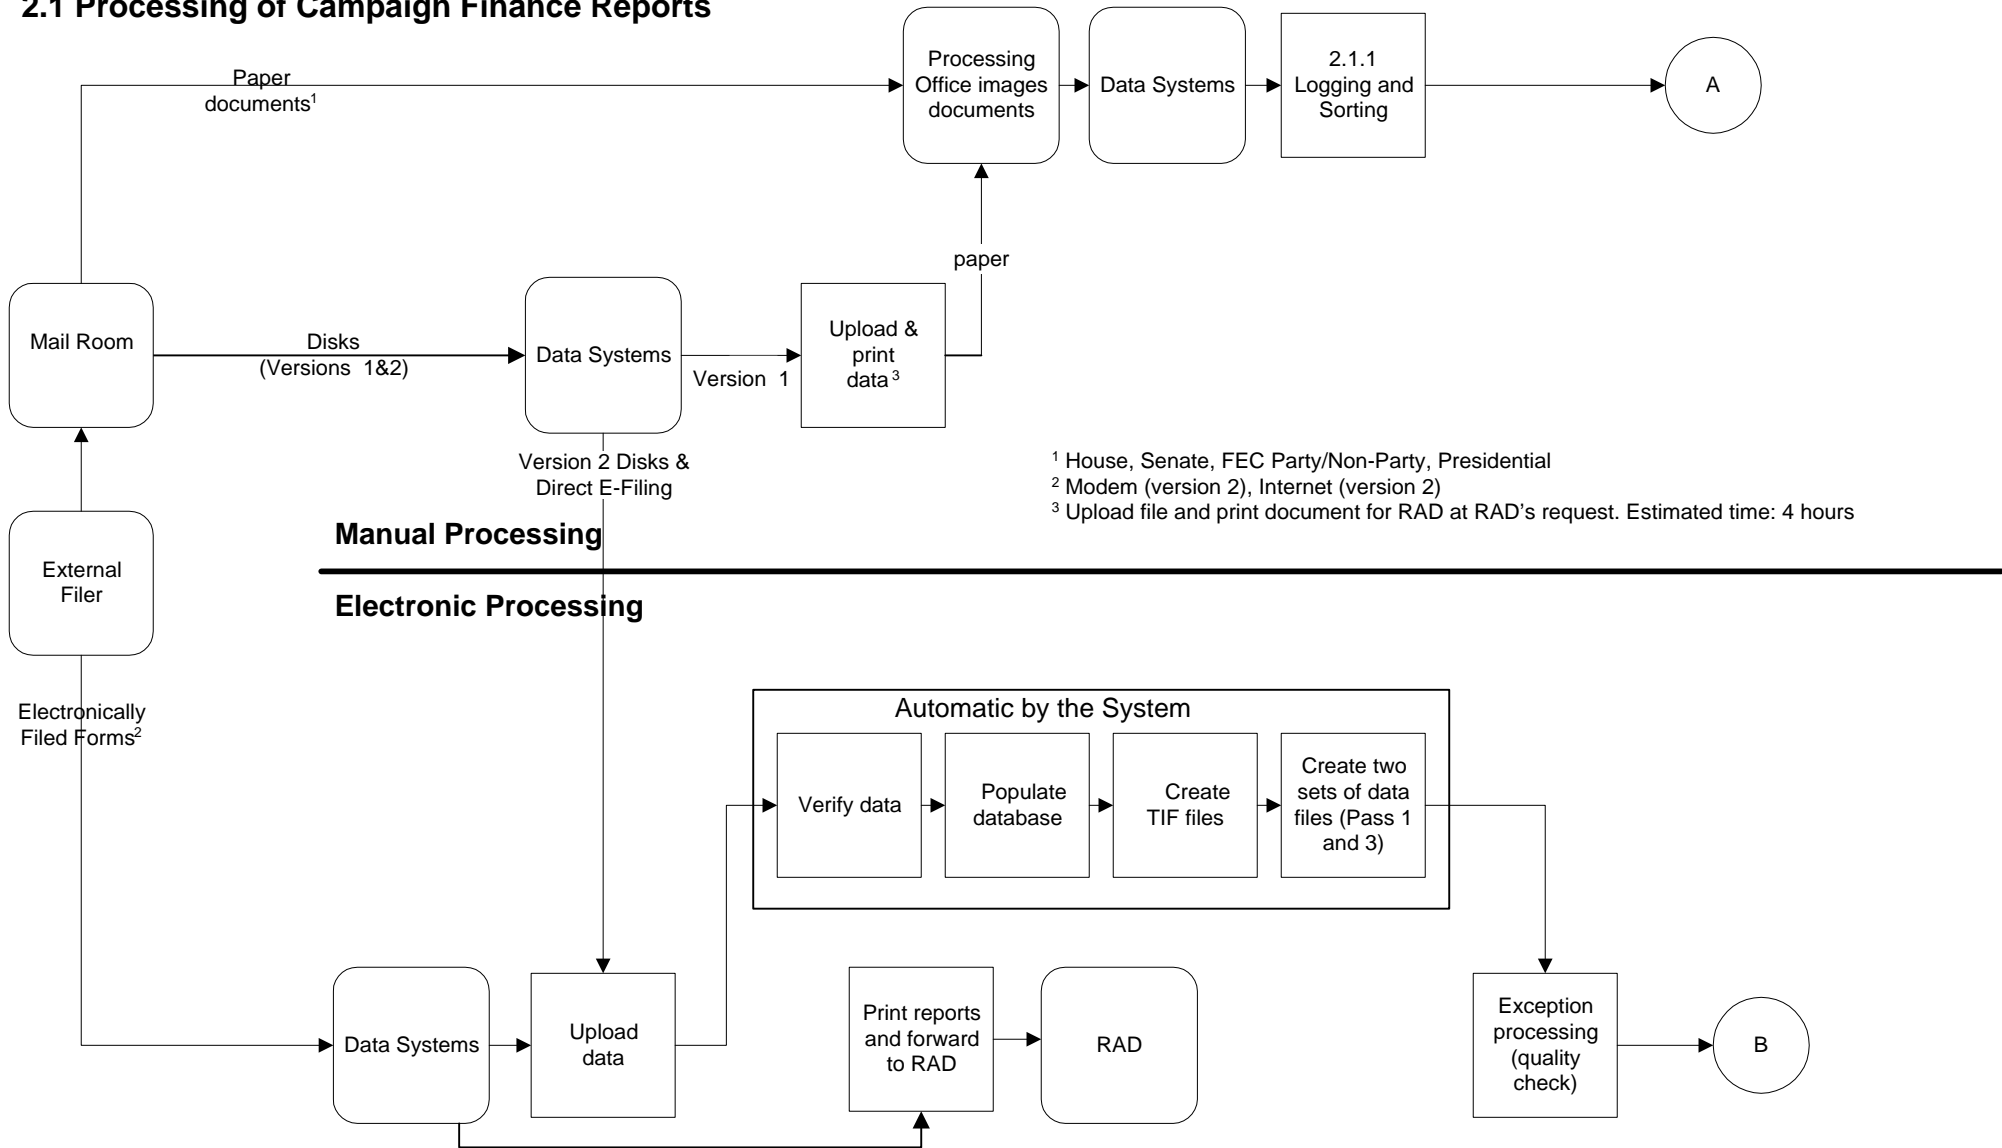 2.1 Processing of Campaign Finance Reports
Paper
documents¹
Processing
Office images
documents
Data Systems
2.1.1
Logging and
Sorting
A
paper
Mail Room
Disks
(Versions 1&2)
Data Systems
Version 1
Upload &
print
data³
Version 2 Disks &
Direct E-Filing
¹ House, Senate, FEC Party/Non-Party, Presidential
² Modem (version 2), Internet (version 2)
³ Upload file and print document for RAD at RAD's request. Estimated time: 4 hours
Manual Processing
External
Filer
Electronic Processing
Electronically
Filed Forms²
Automatic by the System
Verify data
Populate
database
Create
TIF files
Create two
sets of data
files (Pass 1
and 3)
Data Systems
Upload
data
Print reports
and forward
to RAD
RAD
Exception
processing
(quality
check)
B